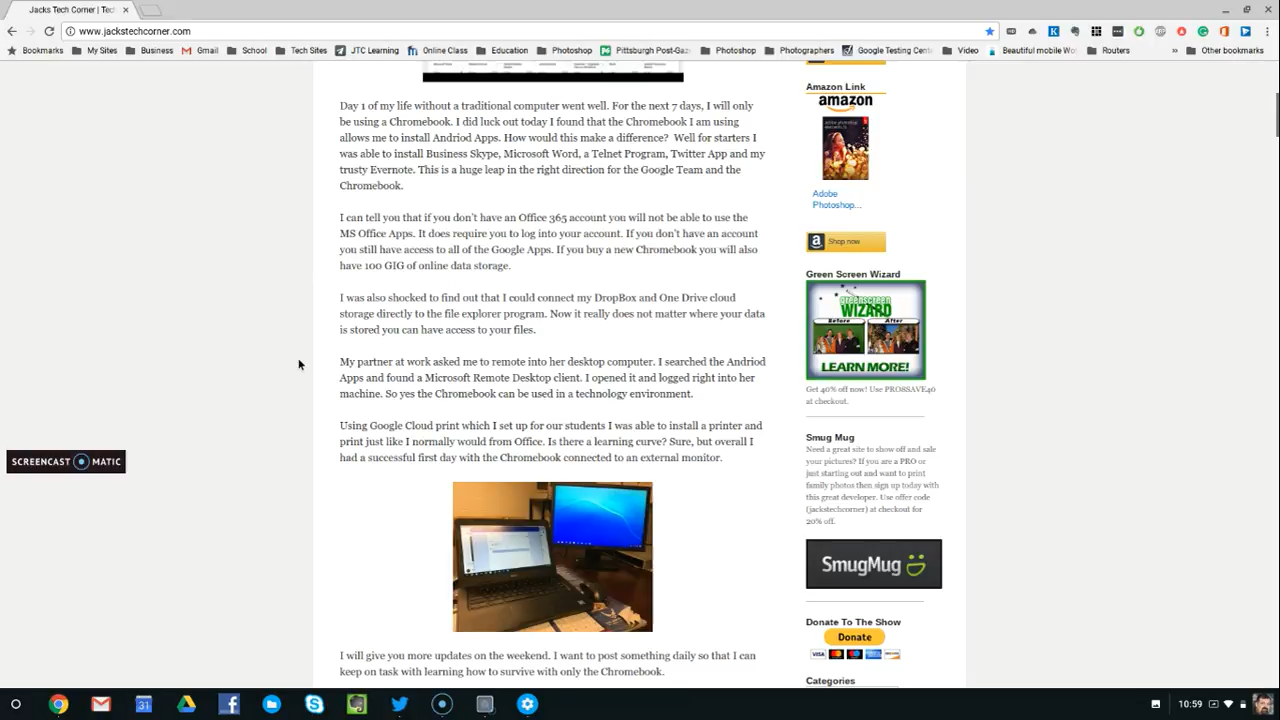 Jacks Tech Corner | Tec
www.jackstechcorner.com
Bookmarks My Sites Business Gmail School Tech Sites JTC Learning Online Class Education Photoshop Pittsburgh Post-Gaz Photoshop Photographers Google Testing Cent Video Beautiful mobile Wo Routers » Other bookmarks
Day 1 of my life without a traditional computer went well. For the next 7 days, I will only
be using a Chromebook. I did luck out today I found that the Chromebook I am using
allows me to install Andriod Apps. How would this make a difference? Well for starters I
was able to install Business Skype, Microsoft Word, a Telnet Program, Twitter App and my
trusty Evernote. This is a huge leap in the right direction for the Google Team and the
Chromebook.
I can tell you that if you don't have an Office 365 account you will not be able to use the
MS Office Apps. It does require you to log into your account. If you don't have an account
you still have access to all of the Google Apps. If you buy a new Chromebook you will also
have 100 GIG of online data storage.
I was also shocked to find out that I could connect my DropBox and One Drive cloud
storage directly to the file explorer program. Now it really does not matter where your data
is stored you can have access to your files.
My partner at work asked me to remote into her desktop computer. I searched the Andriod
Apps and found a Microsoft Remote Desktop client. I opened it and logged right into her
machine. So yes the Chromebook can be used in a technology environment.
Using Google Cloud print which I set up for our students I was able to install a printer and
print just like I normally would from Office. Is there a learning curve? Sure, but overall I
had a successful first day with the Chromebook connected to an external monitor.
I will give you more updates on the weekend. I want to post something daily so that I can
keep on task with learning how to survive with only the Chromebook.
Amazon Link
amazon
Adobe
Photoshop...
Shop now
Green Screen Wizard
greenscreen
WIZARD
Before After
LEARN MORE!
Get 40% off now! Use PRO8SAVE40
at checkout.
Smug Mug
Need a great site to show off and sale
your pictures? If you are a PRO or
just starting out and want to print
family photos then sign up today with
this great developer. Use offer code
(jackstechcorner) at checkout for
20% off.
SmugMug
Donate To The Show
Donate
VISA
Categories
SCREENCAST MATIC
31
10:59